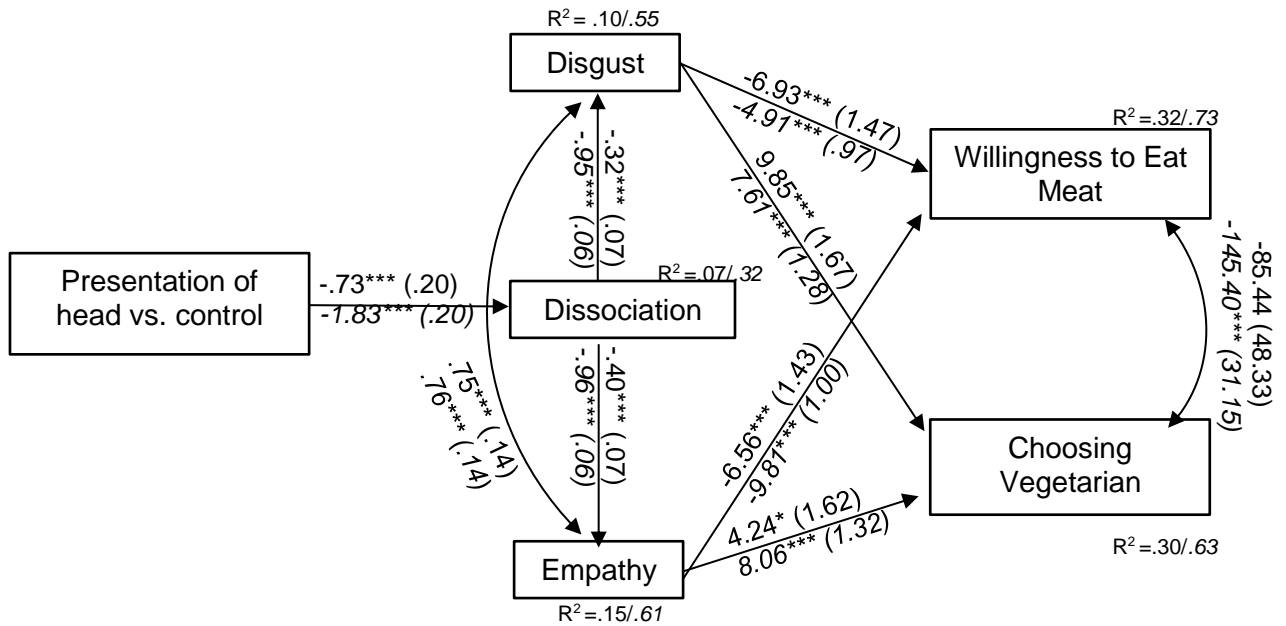 R² = .10/.55
Disgust
-6.93*** (1.47)
-4.91*** (.97)
R² =.32/.73
Willingness to Eat
Meat
-.32*** (.07)
-.95*** (.06)
9.85*** (1.67)
7.61*** (1.28)
-85.44 (48.33)
-145.40*** (31.15)
Presentation of
head vs. control
-.73*** (.20)
-1.83*** (.20)
R² =.07/.32
Dissociation
.75*** (.14)
.76*** (.14)
-.40*** (.07)
-.96*** (.06)
-6.56*** (1.43)
-9.81*** (1.00)
Choosing
Vegetarian
4.24* (1.62)
8.06*** (1.32)
R² =.30/.63
Empathy
R² =.15/.61